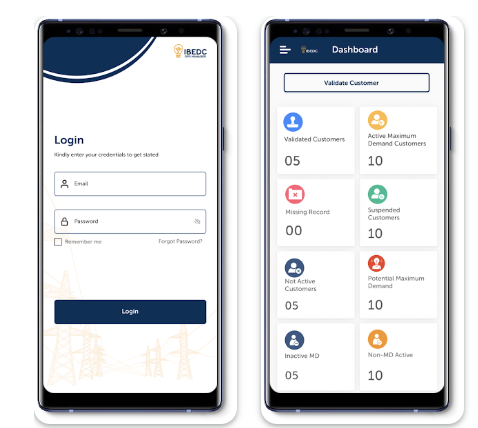 IBEDC
Login
Kindly enter your credentials to get stated
Email
Password
Remember me
Forgot Password?
Login
IBEDC
Dashboard
Validate Customer
Validated Customers
05
Active Maximum
Demand Customers
10
Missing Record
00
Suspended
Customers
10
Not Active
Customers
05
Potential Maximum
Demand
10
Inactive MD
05
Non-MD Active
10